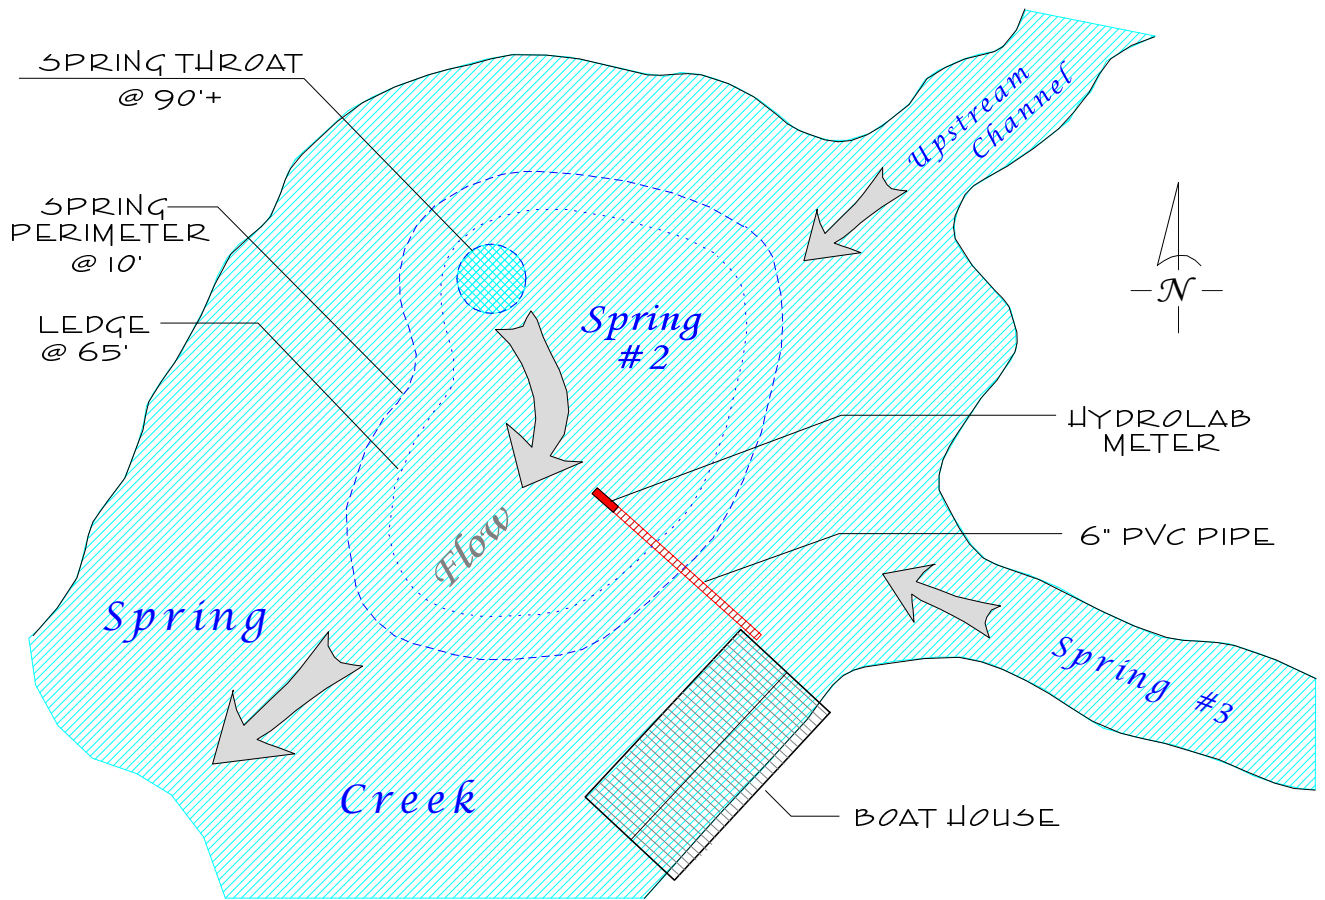 SPRING THROAT
@ 90'+
SPRING
PERIMETER
@ 10'
LEDGE
@ 65'
Upstream
Channel
N
Spring
#2
HYDROLAB
METER
6" PVC PIPE
Flow
Spring
Creek
Spring #3
BOAT HOUSE